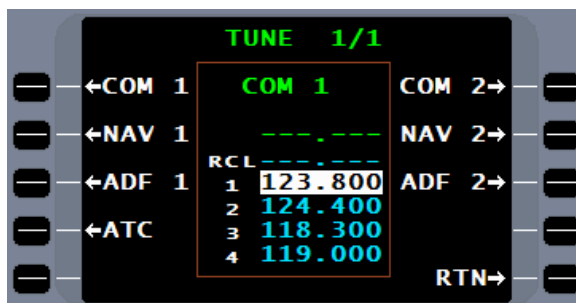 TUNE 1/1
←COM 1 COM 1 COM 2→
←NAV 1 ---.--- NAV 2→
RCL ---.---
←ADF 1 1 123.800 ADF 2→
2 124.400
←ATC 3 118.300
4 119.000
RTN→